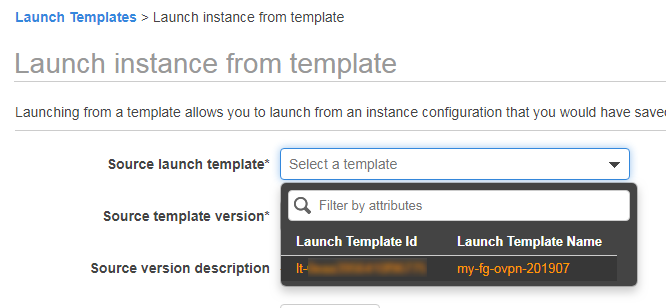 Launch Templates > Launch instance from template
Launch instance from template
Launching from a template allows you to launch from an instance configuration that you would have
Source launch template* Select a template
Filter by attributes
Source template version*
Launch Template Id Launch Template Name
Source version description lt- my-fg-ovpn-201907